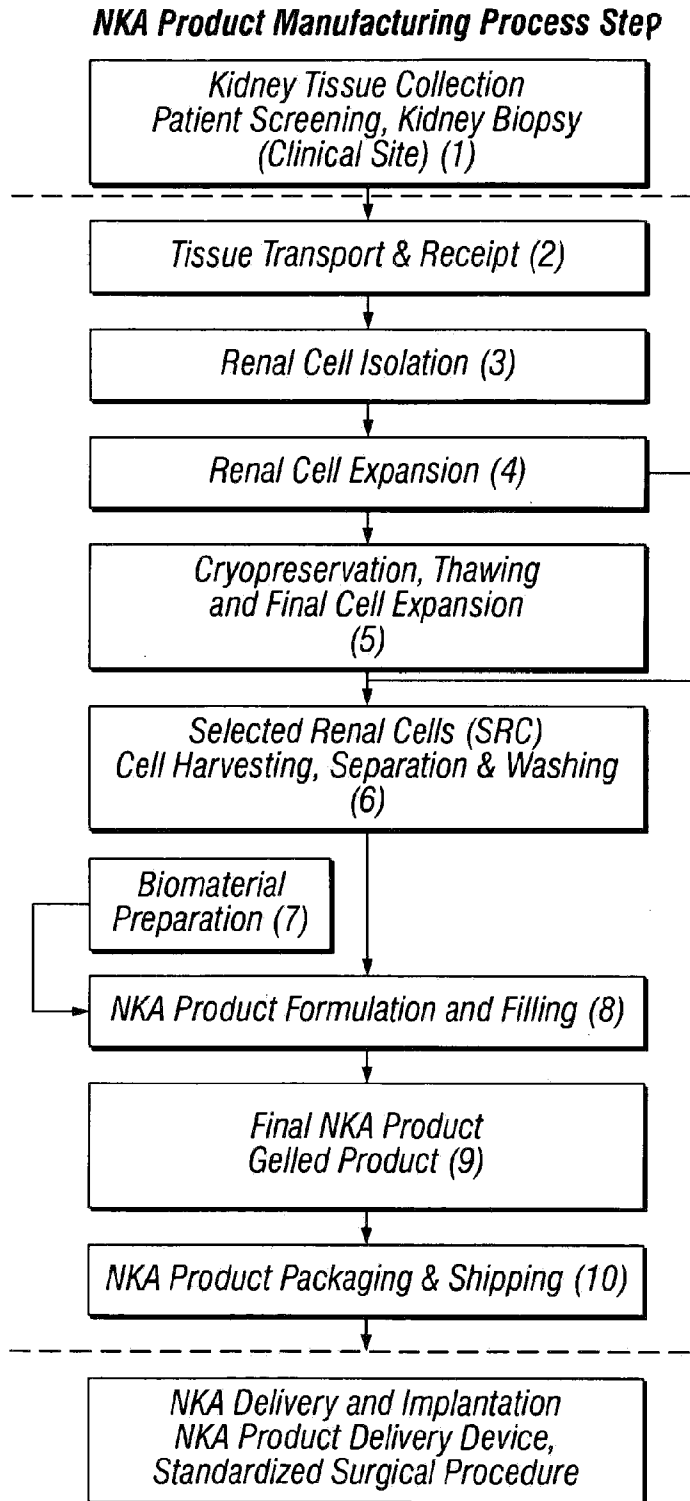 NKA Product Manufacturing Process Step
Kidney Tissue Collection
Patient Screening, Kidney Biopsy
(Clinical Site) (1)
Tissue Transport & Receipt (2)
Renal Cell Isolation (3)
Renal Cell Expansion (4)
Cryopreservation, Thawing
and Final Cell Expansion
(5)
Selected Renal Cells (SRC)
Cell Harvesting, Separation & Washing
(6)
Biomaterial
Preparation (7)
NKA Product Formulation and Filling (8)
Final NKA Product
Gelled Product (9)
NKA Product Packaging & Shipping (10)
NKA Delivery and Implantation
NKA Product Delivery Device,
Standardized Surgical Procedure